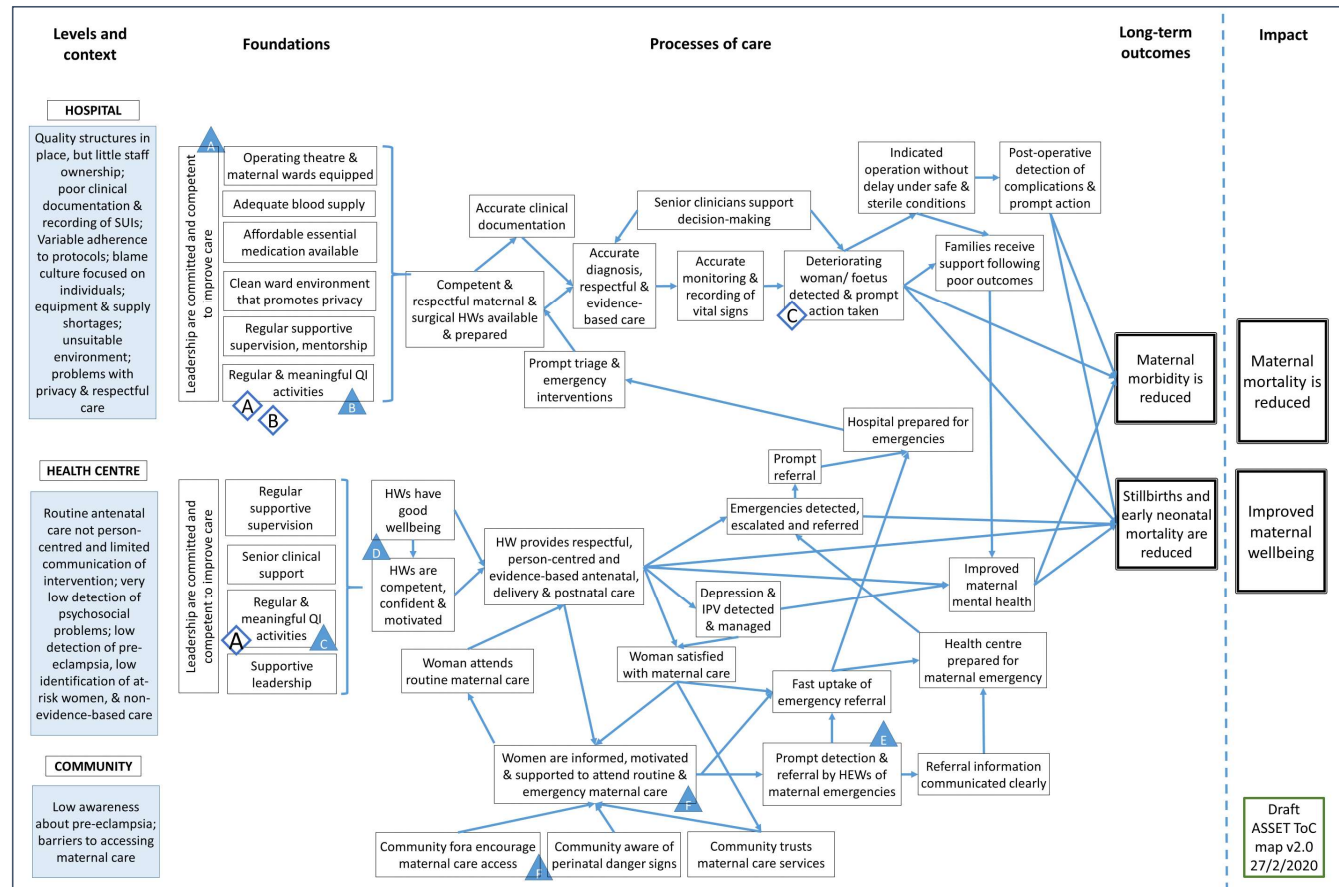 Levels and
context
Foundations
Processes of care
Long-term
outcomes
Impact
HOSPITAL
Quality structures in
place, but little staff
ownership;
poor clinical
documentation &
recording of SUIs;
Variable adherence
to protocols; blame
culture focused on
individuals;
equipment & supply
shortages;
unsuitable
environment;
problems with
privacy & respectful
care
Leadership are committed and competent
to improve care
A
Operating theatre &
maternal wards equipped
Adequate blood supply
Affordable essential
medication available
Clean ward environment
that promotes privacy
Regular supportive
supervision, mentorship
Regular & meaningful QI
activities
B
A
B
Competent &
respectful maternal &
surgical HWs available
& prepared
Accurate clinical
documentation
Accurate
diagnosis,
respectful &
evidence-
based care
Senior clinicians support
decision-making
Accurate
monitoring &
recording of
vital signs
Deteriorating
woman/ foetus
detected & prompt
action taken
C
Indicated
operation without
delay under safe &
sterile conditions
Post-operative
detection of
complications &
prompt action
Families receive
support following
poor outcomes
Prompt triage &
emergency
interventions
Hospital prepared for
emergencies
Maternal
morbidity is
reduced
Maternal
mortality is
reduced
HEALTH CENTRE
Routine antenatal
care not person-
centred and limited
communication of
intervention; very
low detection of
psychosocial
problems; low
detection of pre-
eclampsia, low
identification of at-
risk women, & non-
evidence-based care
Leadership are committed and
competent to improve care
Regular
supportive
supervision
Senior clinical
support
Regular &
meaningful QI
activities
A
C
Supportive
leadership
HWs have
good
wellbeing
D
HWs are
competent,
confident &
motivated
HW provides respectful,
person-centred and
evidence-based antenatal,
delivery & postnatal care
Prompt
referral
Emergencies detected,
escalated and referred
Depression &
IPV detected
& managed
Improved
maternal
mental health
Stillbirths and
early neonatal
mortality are
reduced
Improved
maternal
wellbeing
Woman attends
routine maternal care
Woman satisfied
with maternal care
Fast uptake of
emergency referral
Health centre
prepared for
maternal emergency
Women are informed, motivated
& supported to attend routine &
emergency maternal care
F
Prompt detection &
referral by HEWs of
maternal emergencies
E
Referral information
communicated clearly
COMMUNITY
Low awareness
about pre-eclampsia;
barriers to accessing
maternal care
Community fora encourage
maternal care access
F
Community aware of
perinatal danger signs
Community trusts
maternal care services
Draft
ASSET ToC
map v2.0
27/2/2020